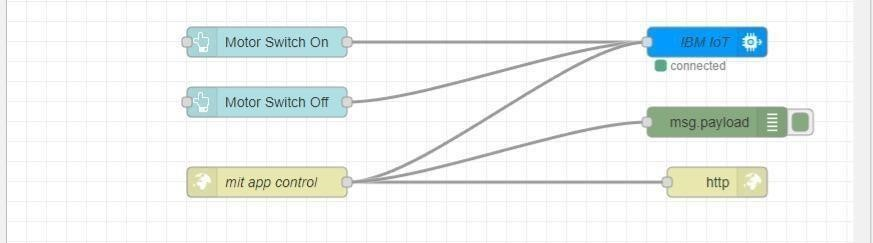 Motor Switch On
IBM IoT
connected
Motor Switch Off
msg.payload
mit app control
http